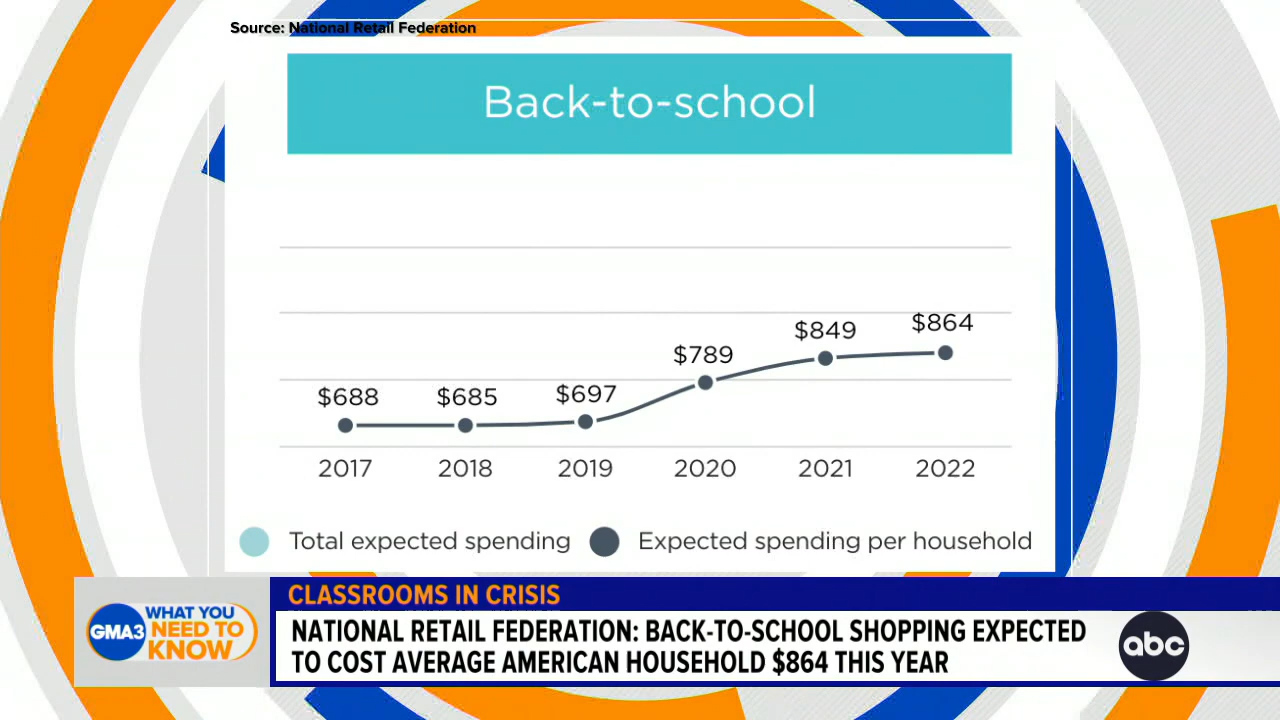 Source: National Retail Federation
Back-to-school
$688 $685 $697 $789 $849 $864
2017 2018 2019 2020 2021 2022
Total expected spending Expected spending per household
CLASSROOMS IN CRISIS
GMA3 WHAT YOU
NEED TO
KNOW
NATIONAL RETAIL FEDERATION: BACK-TO-SCHOOL SHOPPING EXPECTED
TO COST AVERAGE AMERICAN HOUSEHOLD $864 THIS YEAR
abc